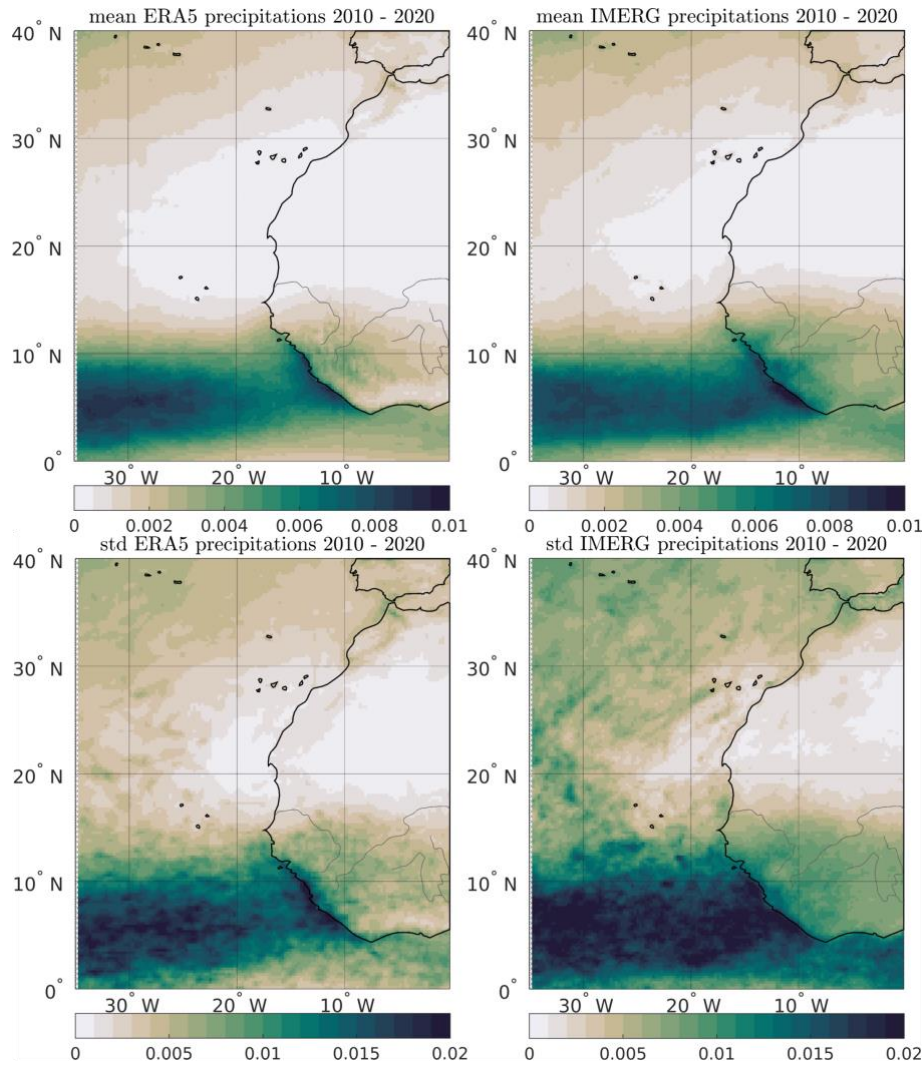 mean ERA5 precipitations 2010 - 2020
40° N
30° N
20° N
10° N
0°
30° W 20° W 10° W
0 0.002 0.004 0.006 0.008 0.01
mean IMERG precipitations 2010 - 2020
40° N
30° N
20° N
10° N
0°
30° W 20° W 10° W
0 0.002 0.004 0.006 0.008 0.01
std ERA5 precipitations 2010 - 2020
40° N
30° N
20° N
10° N
0°
30° W 20° W 10° W
0 0.005 0.01 0.015 0.02
std IMERG precipitations 2010 - 2020
40° N
30° N
20° N
10° N
0°
30° W 20° W 10° W
0 0.005 0.01 0.015 0.02